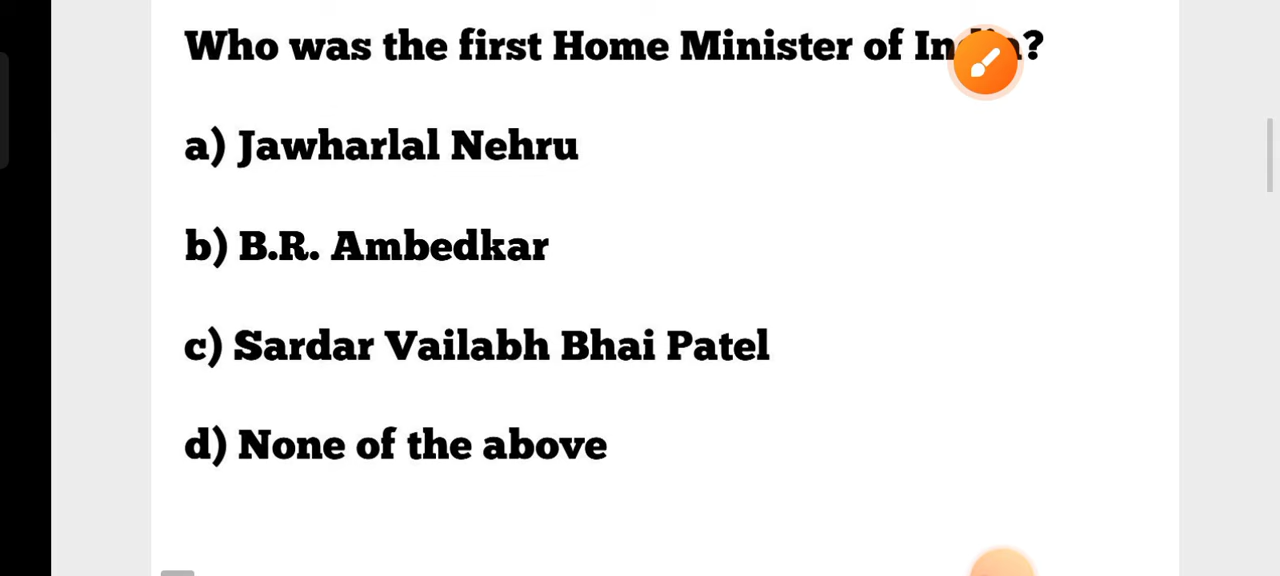 Who was the first Home Minister of India?
a) Jawharlal Nehru
b) B.R. Ambedkar
c) Sardar Vailabh Bhai Patel
d) None of the above